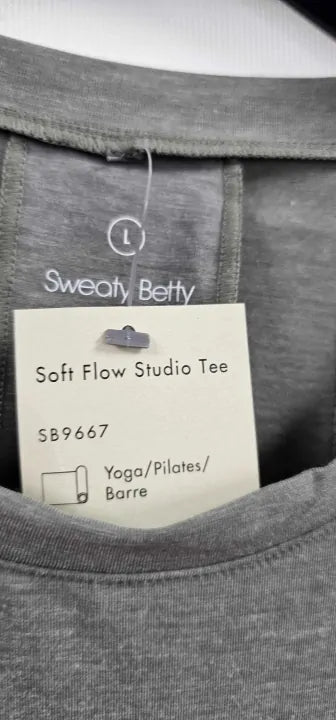 L
Sweaty Betty
Soft Flow Studio Tee
SB9667
Yoga/Pilates/
Barre